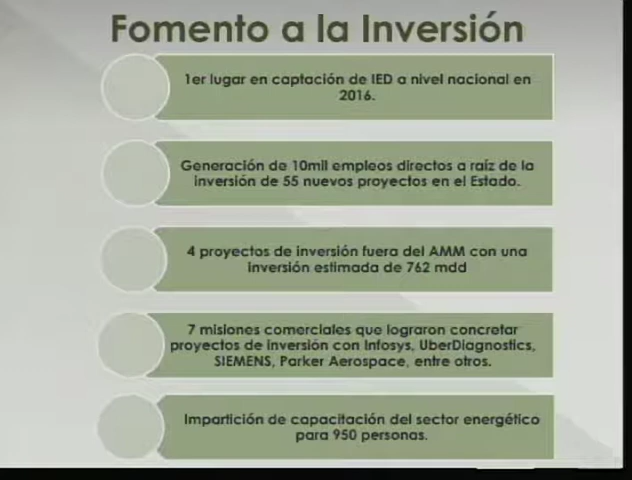 Fomento a la Inversión
1er lugar en captación de IED a nivel nacional en
2016.
Generación de 10mil empleos directos a raíz de la
inversión de 55 nuevos proyectos en el Estado.
4 proyectos de inversión fuera del AMM con una
inversión estimada de 762 mdd
7 misiones comerciales que lograron concretar
proyectos de inversión con Infosys, UberDiagnostics,
SIEMENS, Parker Aerospace, entre otros.
Impartición de capacitación del sector energético
para 950 personas.